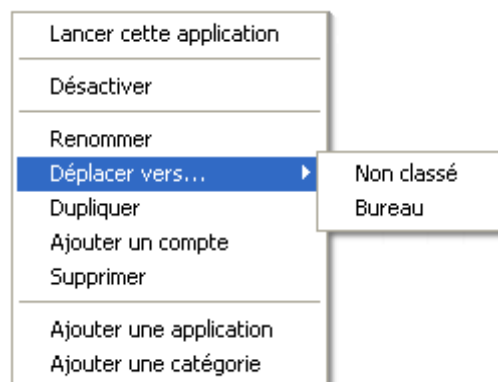 Lancer cette application
Désactiver
Renommer
Déplacer vers...
Non classé
Dupliquer
Bureau
Ajouter un compte
Supprimer
Ajouter une application
Ajouter une catégorie